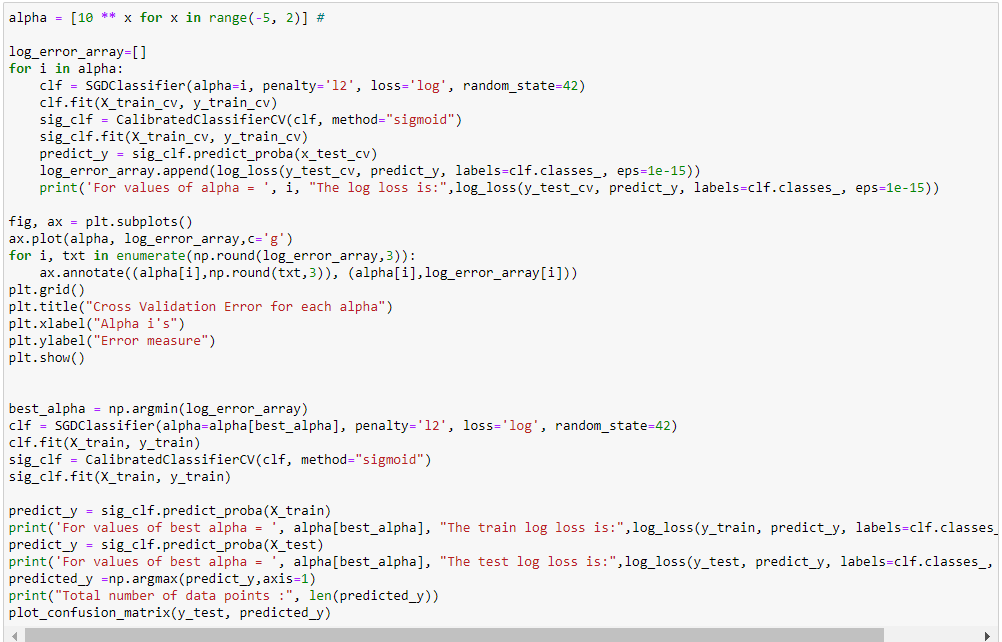 alpha = [10 ** x for x in range(-5, 2)] #
log_error_array=[]
for i in alpha:
    clf = SGDClassifier(alpha=i, penalty='l2', loss='log', random_state=42)
    clf.fit(X_train_cv, y_train_cv)
    sig_clf = CalibratedClassifierCV(clf, method="sigmoid")
    sig_clf.fit(X_train_cv, y_train_cv)
    predict_y = sig_clf.predict_proba(x_test_cv)
    log_error_array.append(log_loss(y_test_cv, predict_y, labels=clf.classes_, eps=1e-15))
    print('For values of alpha = ', i, "The log loss is:",log_loss(y_test_cv, predict_y, labels=clf.classes_, eps=1e-15))
fig, ax = plt.subplots()
ax.plot(alpha, log_error_array,c='g')
for i, txt in enumerate(np.round(log_error_array,3)):
    ax.annotate((alpha[i],np.round(txt,3)), (alpha[i],log_error_array[i]))
plt.grid()
plt.title("Cross Validation Error for each alpha")
plt.xlabel("Alpha i's")
plt.ylabel("Error measure")
plt.show()
best_alpha = np.argmin(log_error_array)
clf = SGDClassifier(alpha=alpha[best_alpha], penalty='l2', loss='log', random_state=42)
clf.fit(X_train, y_train)
sig_clf = CalibratedClassifierCV(clf, method="sigmoid")
sig_clf.fit(X_train, y_train)
predict_y = sig_clf.predict_proba(X_train)
print('For values of best alpha = ', alpha[best_alpha], "The train log loss is:",log_loss(y_train, predict_y, labels=clf.classes_
predict_y = sig_clf.predict_proba(X_test)
print('For values of best alpha = ', alpha[best_alpha], "The test log loss is:",log_loss(y_test, predict_y, labels=clf.classes_,
predicted_y =np.argmax(predict_y,axis=1)
print("Total number of data points :", len(predicted_y))
plot_confusion_matrix(y_test, predicted_y)